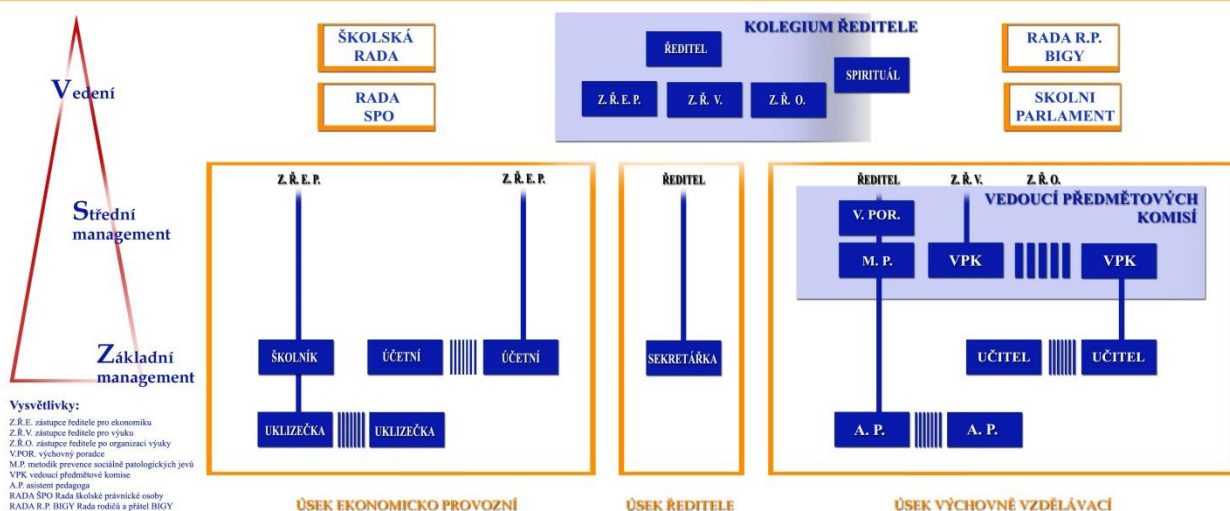 Vedení
Střední
management
Základní
management
Vysvětlivky:
Z.Ř.E. zástupce ředitele pro ekonomiku
Z.Ř.V. zástupce ředitele pro výuku
Z.Ř.O. zástupce ředitele po organizaci výuky
V.POR. výchovný poradce
M.P. metodik prevence sociálně patologických jevů
VPK vedoucí předmětové komise
A.P. asistent pedagoga
RADA ŠPO Rada školské právnické osoby
RADA R.P. BIGY Rada rodičů a přátel BIGY
ŠKOLSKÁ
RADA
RADA
SPO
KOLEGIUM ŘEDITELE
ŘEDITEL
SPIRITUÁL
Z. Ř. E. P.
Z. Ř. V.
Z. Ř. O.
RADA R.P.
BIGY
SKOLNI
PARLAMENT
Z. Ř. E. P.
Z. Ř. E. P.
ŠKOLNÍK
ÚČETNÍ
ÚČETNÍ
UKLIZEČKA
UKLIZEČKA
ÚSEK EKONOMICKO PROVOZNÍ
ŘEDITEL
SEKRETÁŘKA
ÚSEK ŘEDITELE
ŘEDITEL
Z. Ř. V.
Z. Ř. O.
VEDOUCÍ PŘEDMĚTOVÝCH
KOMISÍ
V. POR.
M. P.
VPK
VPK
UČITEL
UČITEL
A. P.
A. P.
ÚSEK VÝCHOVNĚ VZDĚLÁVACÍ